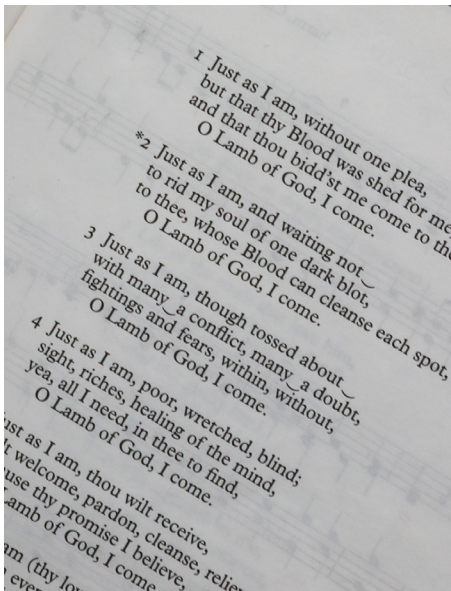 1 Just as I am, without one plea,
but that thy Blood was shed for me
and that thou bidd'st me come to
O Lamb of God, I come.
*2 Just as I am, and waiting not‿
to rid my soul of one dark blot,
to thee, whose Blood can cleanse each spot,
O Lamb of God, I come.
3 Just as I am, though tossed about‿
with many‿a conflict, many‿a doubt,
fightings and fears, within, without,
O Lamb of God, I come.
4 Just as I am, poor, wretched, blind;
sight, riches, healing of the mind,
yea, all I need, in thee to find,
O Lamb of God, I come.
as I am, thou wilt receive,
welcome, pardon, cleanse,
thy promise I believe,
of God, I come
(thy